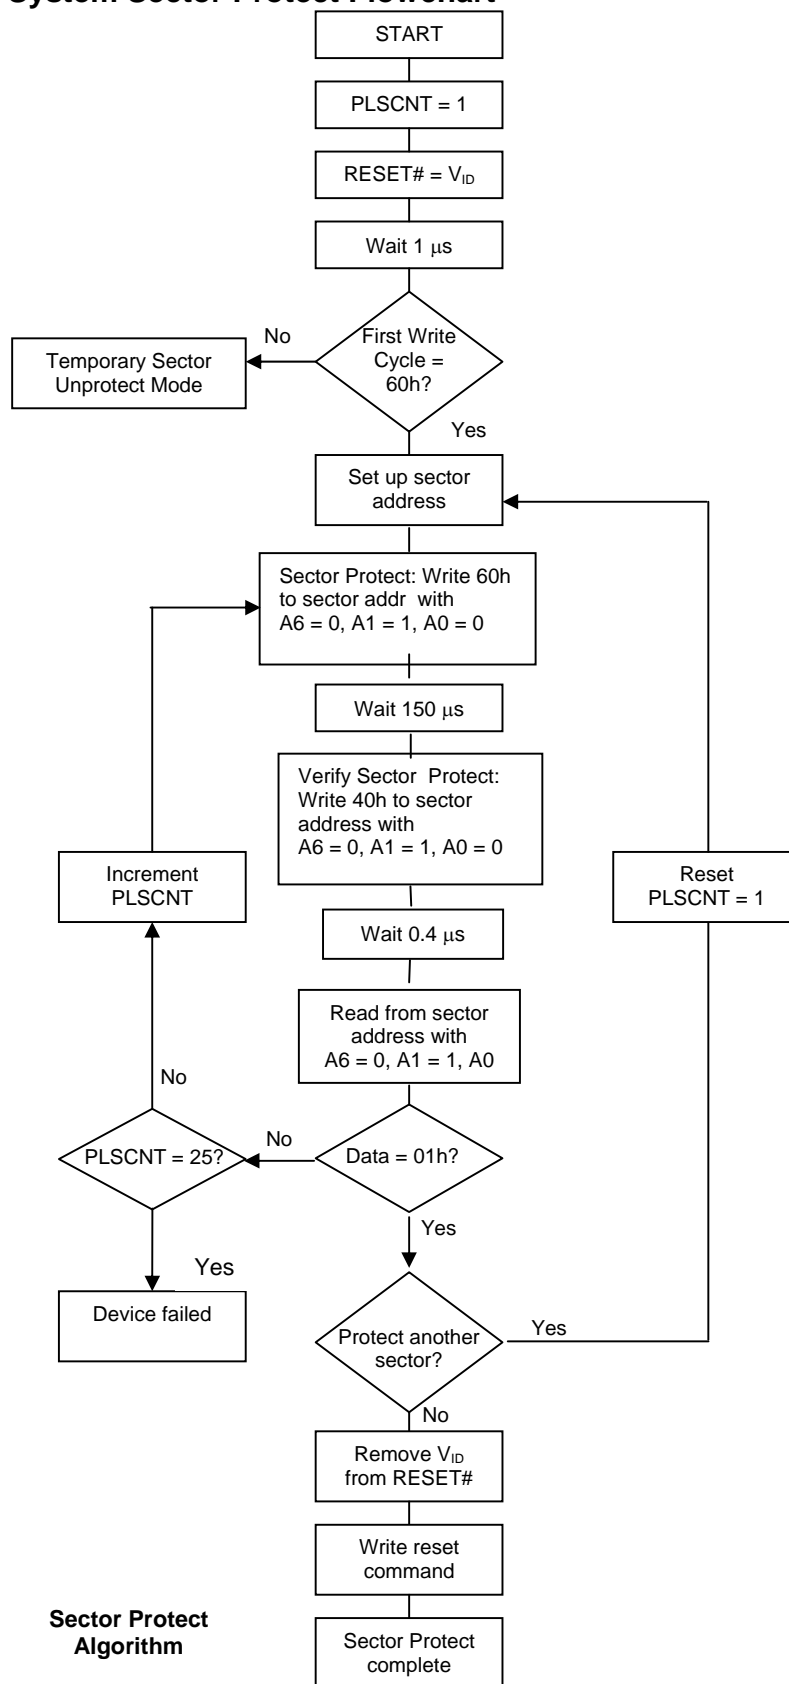 System Sector Protect Flowchart
START
PLSCNT = 1
RESET# = VID
Wait 1 μs
First Write
Cycle =
60h?
No
Temporary Sector
Unprotect Mode
Yes
Set up sector
address
Sector Protect: Write 60h
to sector addr with
A6 = 0, A1 = 1, A0 = 0
Wait 150 μs
Verify Sector Protect:
Write 40h to sector
address with
A6 = 0, A1 = 1, A0 = 0
Increment
PLSCNT
Reset
PLSCNT = 1
Wait 0.4 μs
Read from sector
address with
A6 = 0, A1 = 1, A0
No
PLSCNT = 25?
No
Data = 01h?
Yes
Yes
Device failed
Protect another
sector?
Yes
No
Remove VID
from RESET#
Write reset
command
Sector Protect
Algorithm
Sector Protect
complete